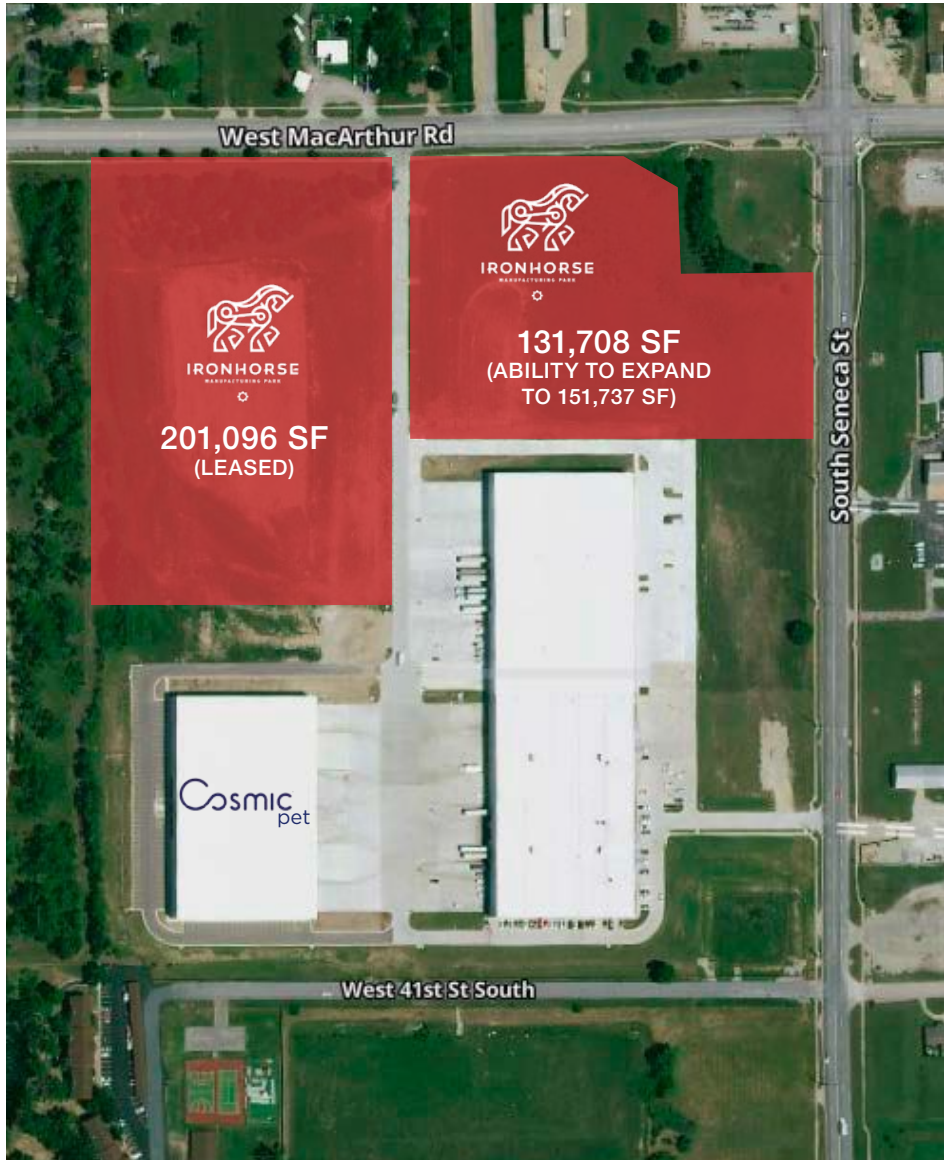 West MacArthur Rd
IRONHORSE
MANUFACTURING PARK
131,708 SF
(ABILITY TO EXPAND
TO 151,737 SF)
IRONHORSE
MANUFACTURING PARK
201,096 SF
(LEASED)
South Seneca St
Cosmic
pet
West 41st St South